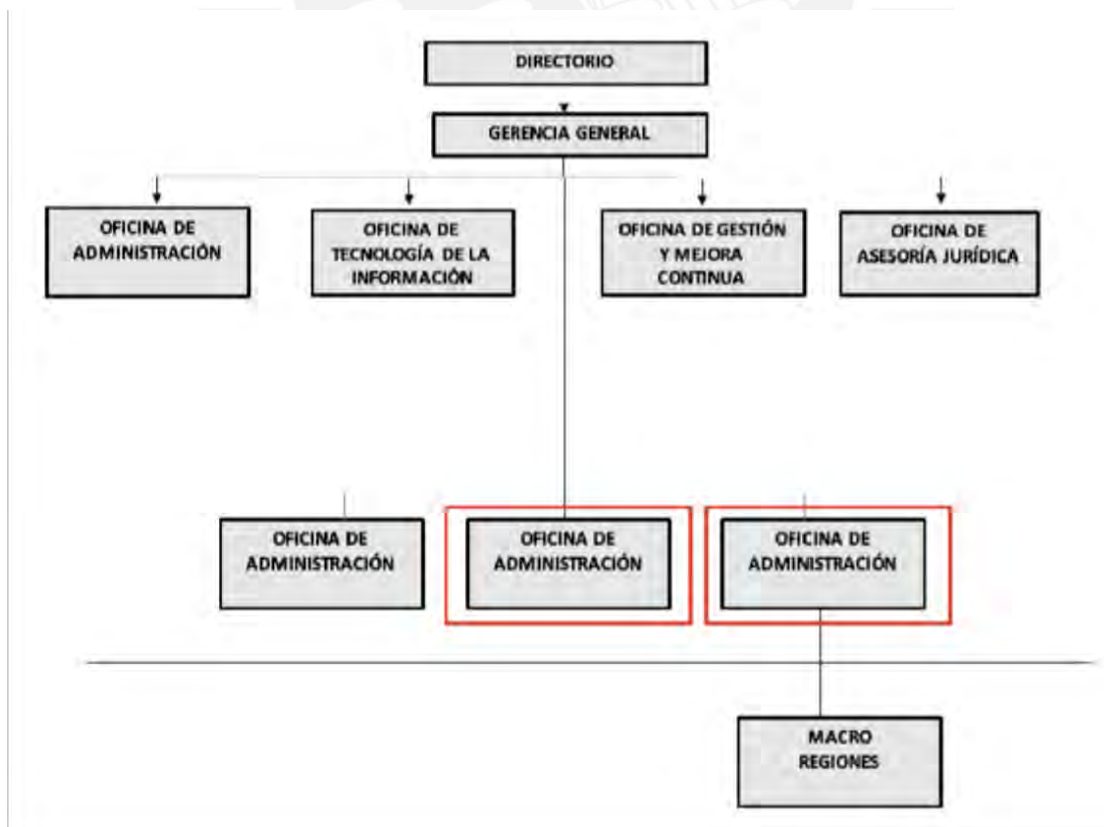 DIRECTORIO
GERENCIA GENERAL
OFICINA DE
ADMINISTRACIÓN
OFICINA DE
TECNOLOGÍA DE LA
INFORMACIÓN
OFICINA DE GESTIÓN
Y MEJORA
CONTINUA
OFICINA DE
ASESORÍA JURÍDICA
OFICINA DE
ADMINISTRACIÓN
OFICINA DE
ADMINISTRACIÓN
OFICINA DE
ADMINISTRACIÓN
MACRO
REGIONES